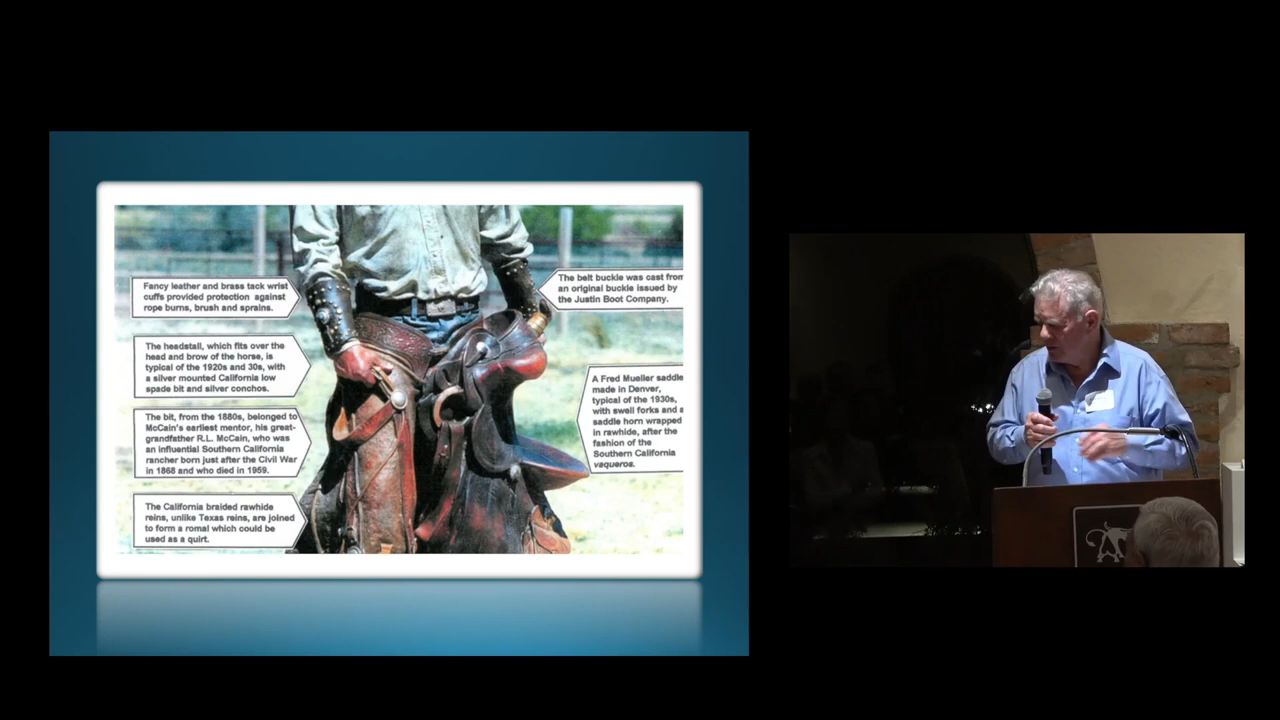 Fancy leather and brass tack wrist
cuffs provided protection against
rope burns, brush and sprains.
The headstall, which fits over the
head and brow of the horse, is
typical of the 1920s and 30s, with
a silver mounted California low
spade bit and silver conchos.
The bit, from the 1880s, belonged to
McCain's earliest mentor, his great-
grandfather R.L. McCain, who was
an influential Southern California
rancher born just after the Civil War
in 1868 and who died in 1959.
The California braided rawhide
reins, unlike Texas reins, are joined
to form a romal which could be
used as a quirt.
The belt buckle was cast from
an original buckle issued by
the Justin Boot Company.
A Fred Mueller saddle
made in Denver,
typical of the 1930s,
with swell forks and a
saddle horn wrapped
in rawhide, after the
fashion of the
Southern California
vaqueros.